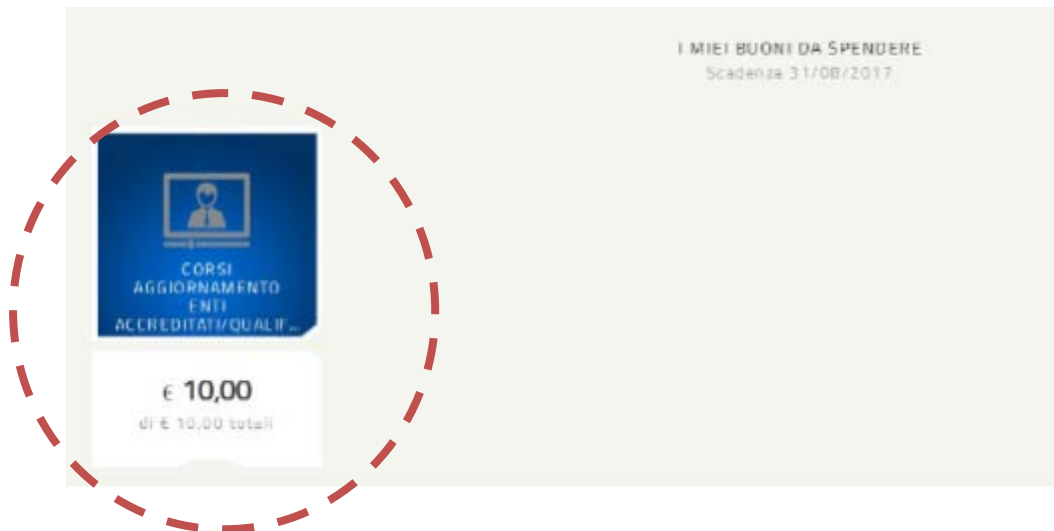 I MIEI BUONI DA SPENDERE
Scadenza 31/08/2017
CORSI
AGGIORNAMENTO
ENTI
ACCREDITATI/QUALIF...
€ 10,00
di € 10,00 totali